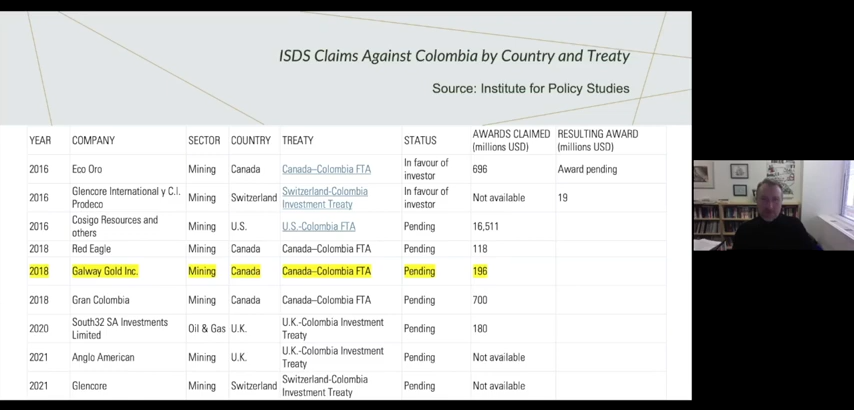 ISDS Claims Against Colombia by Country and Treaty
Source: Institute for Policy Studies
YEAR COMPANY SECTOR COUNTRY TREATY STATUS AWARDS CLAIMED (millions USD) RESULTING AWARD (millions USD)
2016 Eco Oro Mining Canada Canada–Colombia FTA In favour of investor 696 Award pending
2016 Glencore International y C.I. Prodeco Mining Switzerland Switzerland-Colombia Investment Treaty In favour of investor Not available 19
2016 Cosigo Resources and others Mining U.S. U.S.-Colombia FTA Pending 16,511
2018 Red Eagle Mining Canada Canada–Colombia FTA Pending 118
2018 Galway Gold Inc. Mining Canada Canada–Colombia FTA Pending 196
2018 Gran Colombia Mining Canada Canada–Colombia FTA Pending 700
2020 South32 SA Investments Limited Oil & Gas U.K. U.K.-Colombia Investment Treaty Pending 180
2021 Anglo American Mining U.K. U.K.-Colombia Investment Treaty Pending Not available
2021 Glencore Mining Switzerland Switzerland-Colombia Investment Treaty Pending Not available